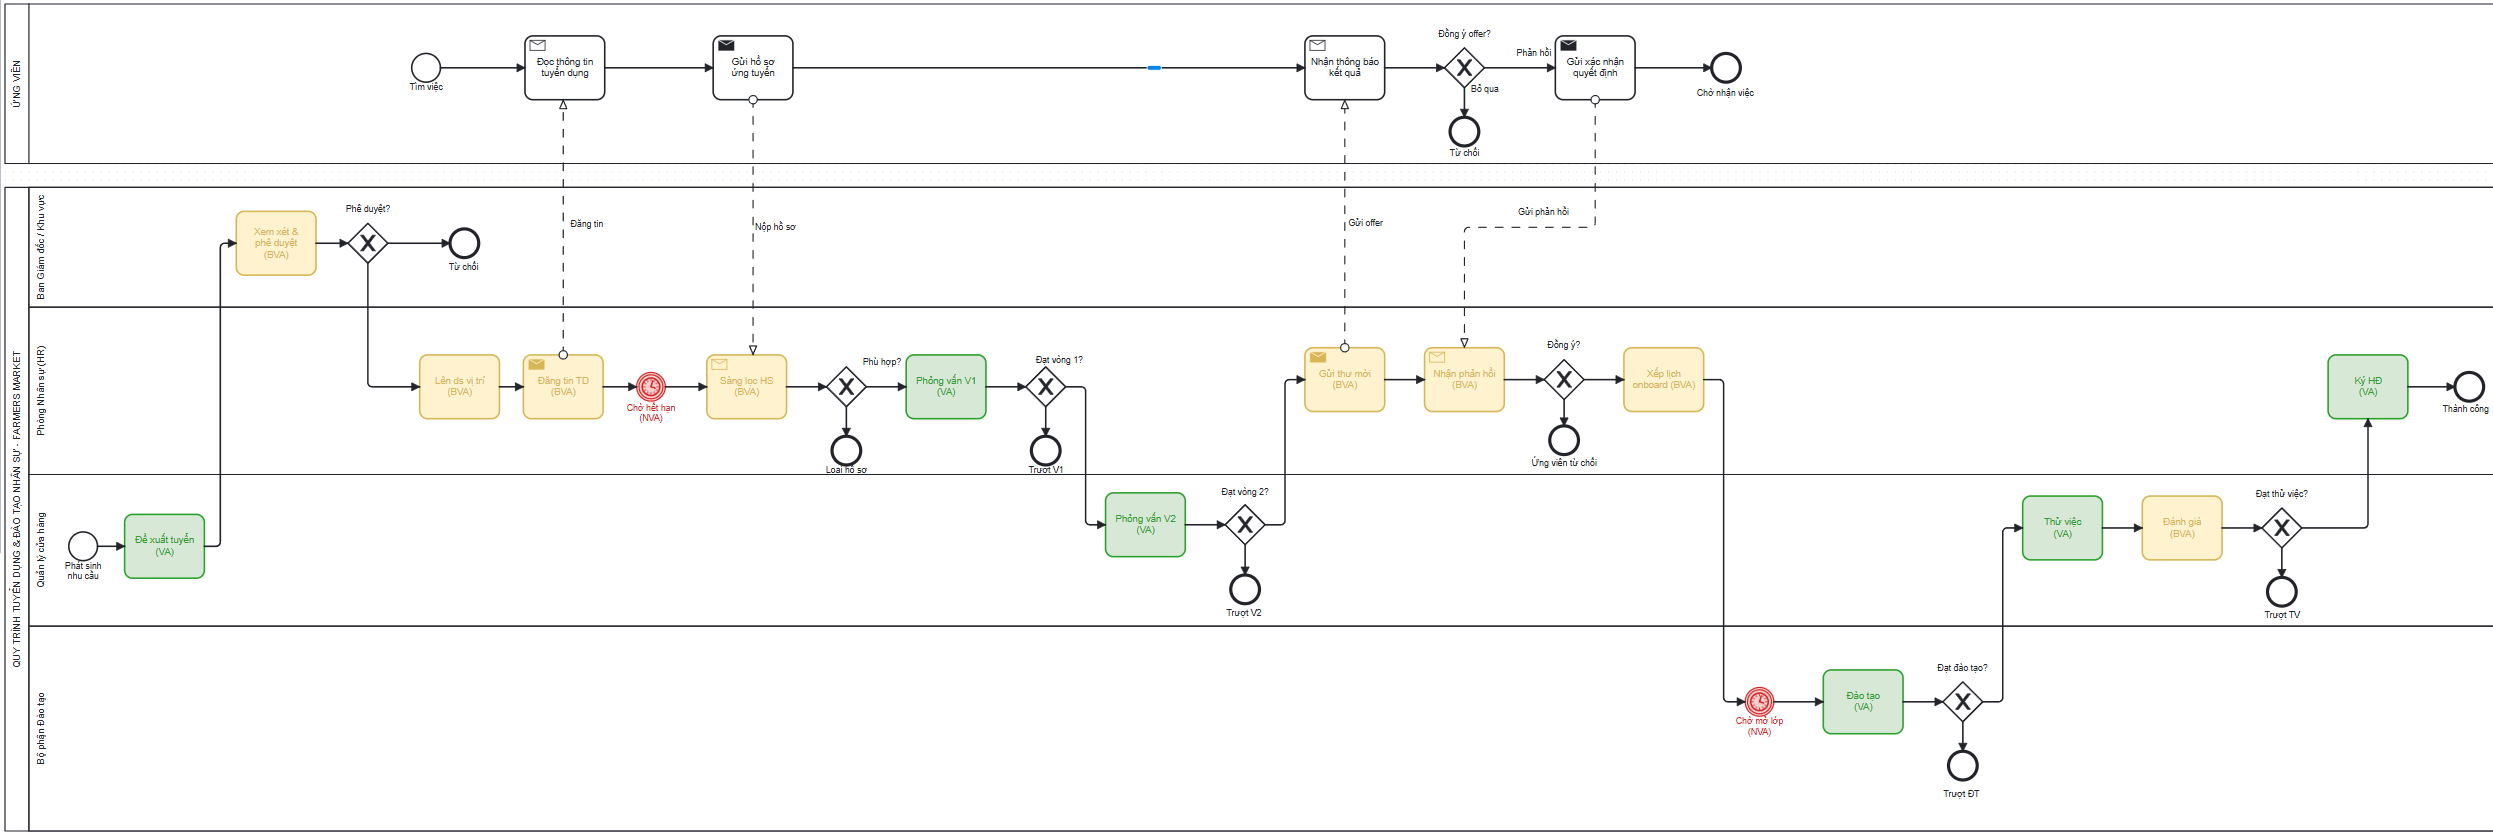 ỨNG VIÊN
Tìm việc
Đọc thông tin
tuyển dụng
Gửi hồ sơ
ứng tuyển
Nhận thông báo
kết quả
Đồng ý offer?
Phản hồi
Bỏ qua
Từ chối
Gửi xác nhận
quyết định
Chờ nhận việc
QUY TRÌNH TUYỂN DỤNG & ĐÀO TẠO NHÂN SỰ - FARMERS MARKET
Ban Giám đốc / Khu vực
Xem xét &
phê duyệt
(BVA)
Phê duyệt?
Từ chối
Đăng tin
Nộp hồ sơ
Gửi offer
Gửi phản hồi
Phòng Nhân sự (HR)
Lên ds vị trí
(BVA)
Đăng tin TD
(BVA)
Chờ hết hạn
(NVA)
Sàng lọc HS
(BVA)
Phù hợp?
Loại hồ sơ
Phỏng vấn V1
(VA)
Đạt vòng 1?
Trượt V1
Gửi thư mời
(BVA)
Nhận phản hồi
(BVA)
Đồng ý?
Ứng viên từ chối
Xếp lịch
onboard (BVA)
Ký HĐ
(VA)
Thành công
Quản lý cửa hàng
Phát sinh
nhu cầu
Đề xuất tuyển
(VA)
Phỏng vấn V2
(VA)
Đạt vòng 2?
Trượt V2
Thử việc
(VA)
Đánh giá
(BVA)
Đạt thử việc?
Trượt TV
Bộ phận Đào tạo
Chờ mở lớp
(NVA)
Đào tạo
(VA)
Đạt đào tạo?
Trượt ĐT